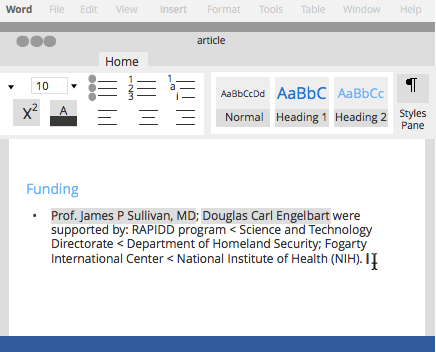 Word File Edit View Insert Format Tools Table Window Help
article
Home
10
1
2
3
1
a
i
X²
A
AaBbCcDd AaBbC AaBbCc
Normal Heading 1 Heading 2
¶
Styles
Pane
Funding
• Prof. James P Sullivan, MD; Douglas Carl Engelbart were
supported by: RAPIDD program < Science and Technology
Directorate < Department of Homeland Security; Fogarty
International Center < National Institute of Health (NIH).